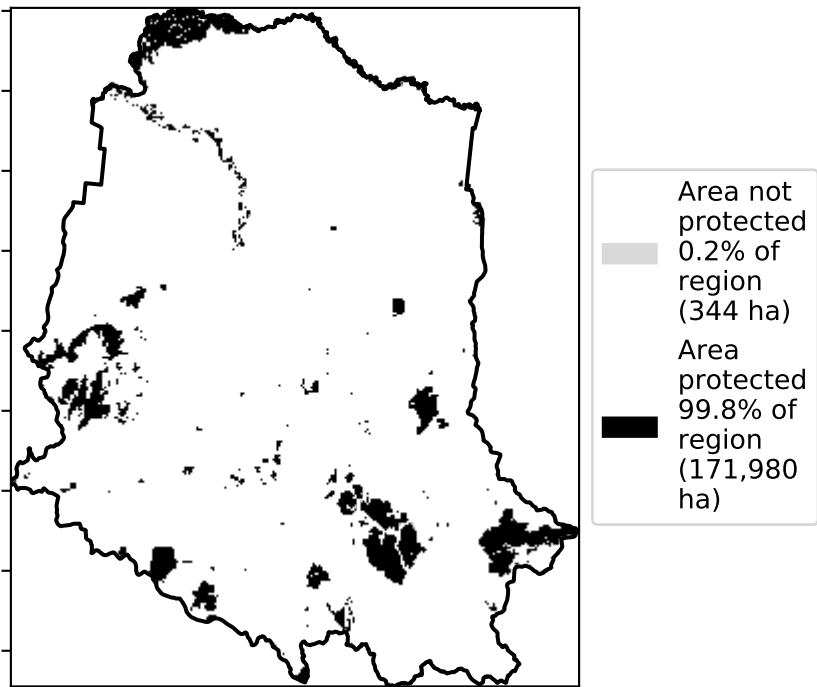 Area not
protected
0.2% of
region
(344 ha)
Area
protected
99.8% of
region
(171,980
ha)